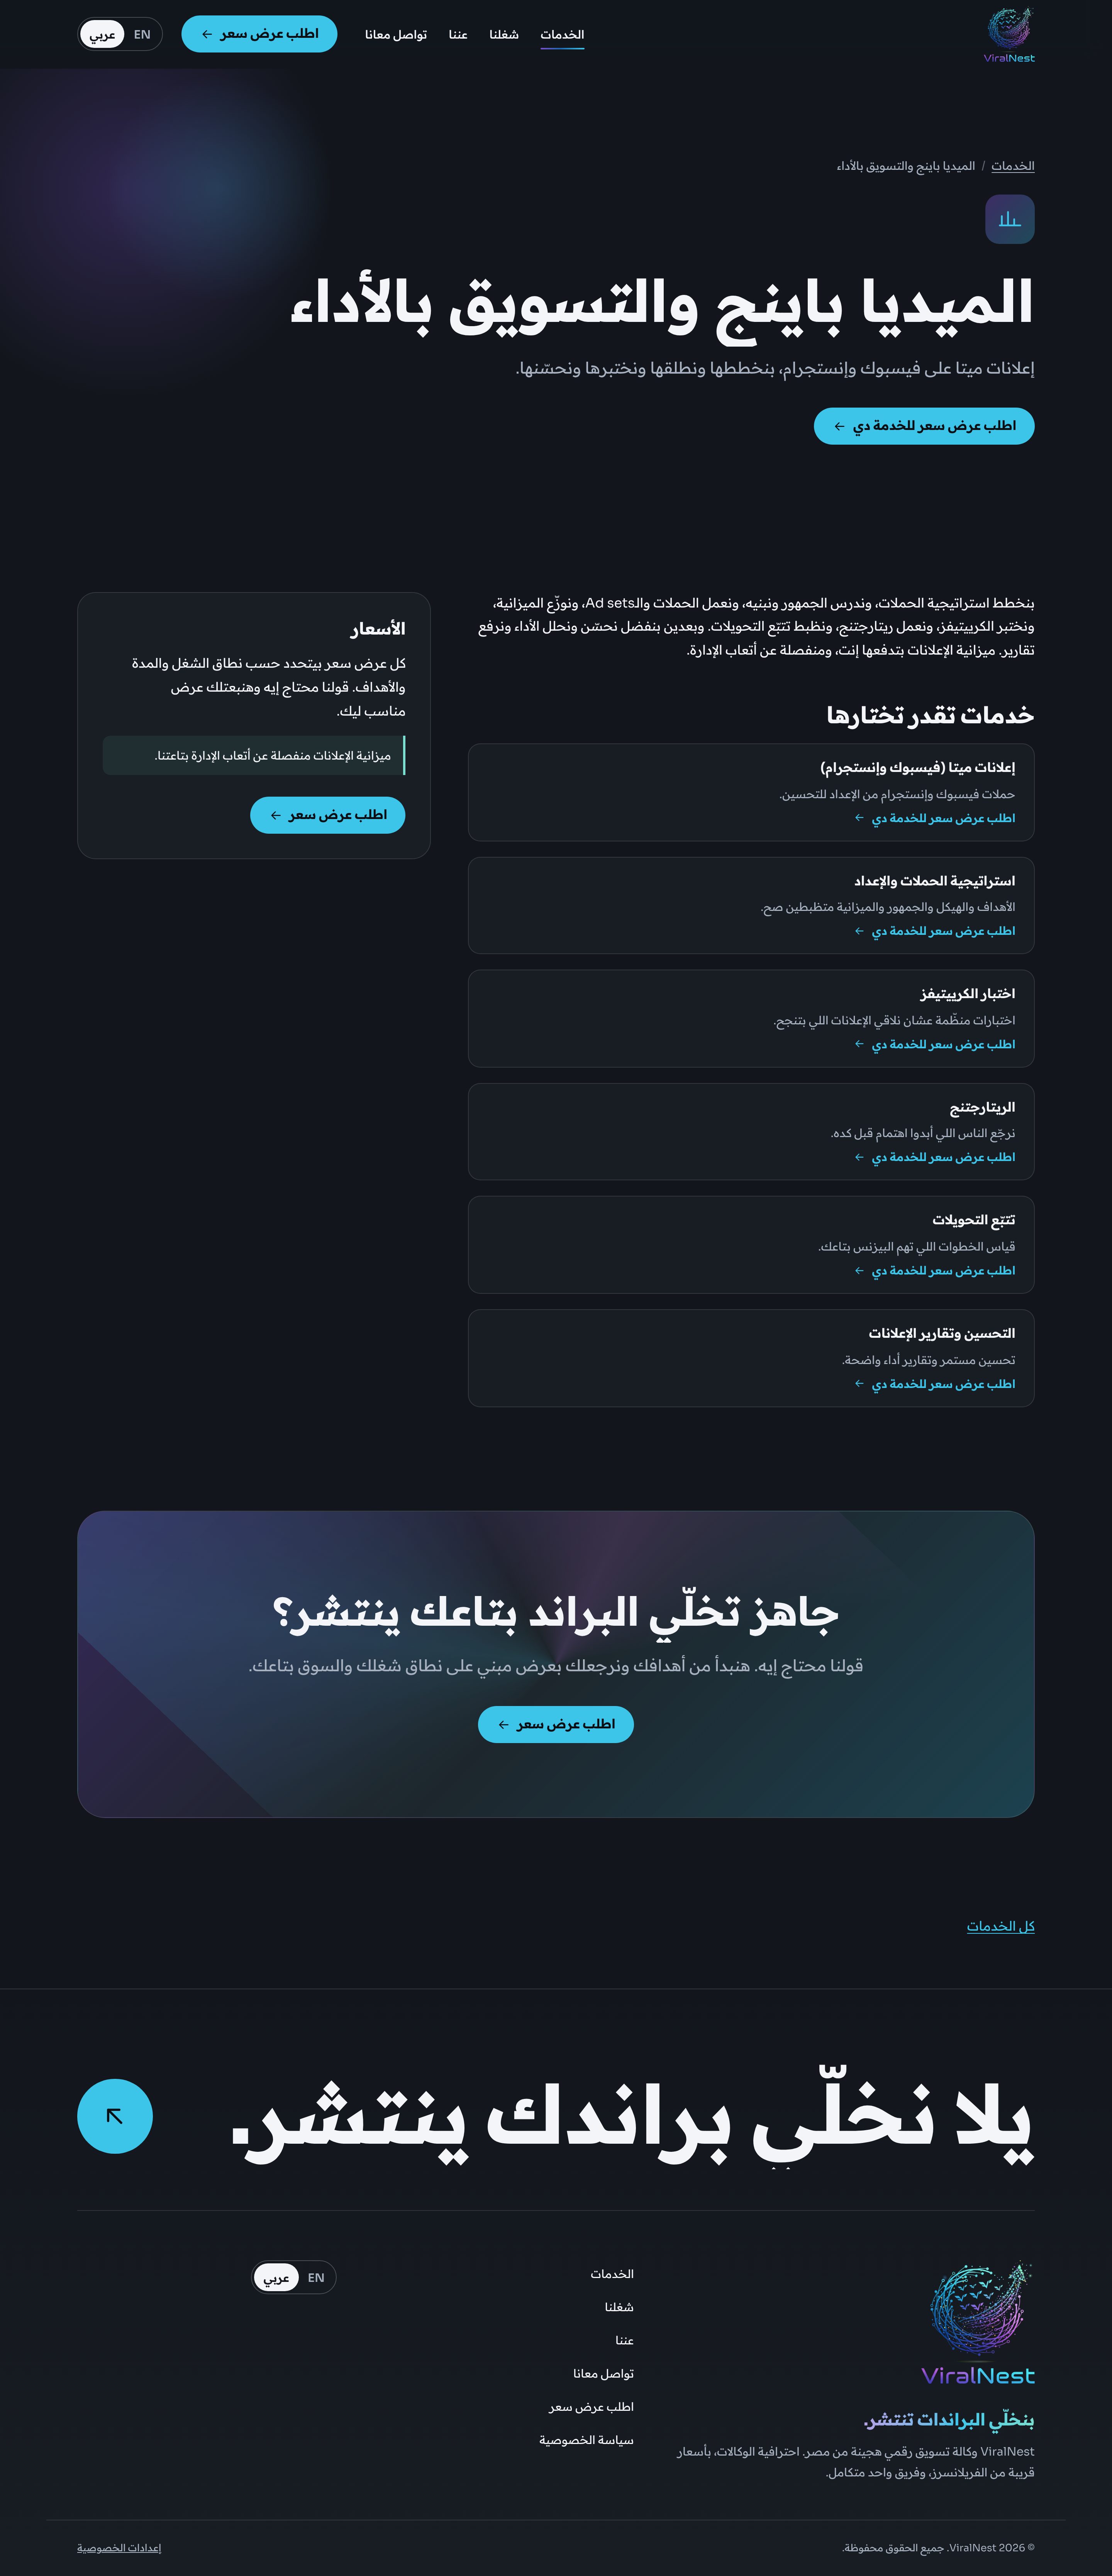 ViralNest
الخدمات
شغلنا
عننا
تواصل معانا
اطلب عرض سعر ←
EN
عربي
الخدمات / الميديا باينج والتسويق بالأداء
الميديا باينج والتسويق بالأداء
إعلانات ميتا على فيسبوك وإنستجرام، بنخططها ونطلقها ونختبرها ونحسّنها.
اطلب عرض سعر للخدمة دي ←
بنخطط استراتيجية الحملات، وندرس الجمهور ونبنيه، ونعمل الحملات والـAd sets، ونوزّع الميزانية،
ونختبر الكرييتيفز، ونعمل ريتارجتنج، ونظبط تتبّع التحويلات. وبعدين بنفضل نحسّن ونحلل الأداء ونرفع
تقارير. ميزانية الإعلانات بتدفعها إنت، ومنفصلة عن أتعاب الإدارة.
خدمات تقدر تختارها
إعلانات ميتا (فيسبوك وإنستجرام)
حملات فيسبوك وإنستجرام من الإعداد للتحسين.
اطلب عرض سعر للخدمة دي ←
استراتيجية الحملات والإعداد
الأهداف والهيكل والجمهور والميزانية متظبطين صح.
اطلب عرض سعر للخدمة دي ←
اختبار الكرييتيفز
اختبارات منظّمة عشان نلاقي الإعلانات اللي بتنجح.
اطلب عرض سعر للخدمة دي ←
الريتارجتنج
نرجّع الناس اللي أبدوا اهتمام قبل كده.
اطلب عرض سعر للخدمة دي ←
تتبّع التحويلات
قياس الخطوات اللي تهم البيزنس بتاعك.
اطلب عرض سعر للخدمة دي ←
التحسين وتقارير الإعلانات
تحسين مستمر وتقارير أداء واضحة.
اطلب عرض سعر للخدمة دي ←
الأسعار
كل عرض سعر بيتحدد حسب نطاق الشغل والمدة
والأهداف. قولنا محتاج إيه وهنبعتلك عرض
مناسب ليك.
ميزانية الإعلانات منفصلة عن أتعاب الإدارة بتاعتنا.
اطلب عرض سعر ←
جاهز تخلّي البراند بتاعك ينتشر؟
قولنا محتاج إيه. هنبدأ من أهدافك ونرجعلك بعرض مبني على نطاق شغلك والسوق بتاعك.
اطلب عرض سعر ←
كل الخدمات
يلا نخلّي براندك ينتشر.
ViralNest
بنخلّي البراندات تنتشر.
ViralNest وكالة تسويق رقمي هجينة من مصر. احترافية الوكالات، بأسعار
قريبة من الفريلانسرز، وفريق واحد متكامل.
الخدمات
شغلنا
عننا
تواصل معانا
اطلب عرض سعر
سياسة الخصوصية
EN
عربي
© 2026 ViralNest. جميع الحقوق محفوظة.
إعدادات الخصوصية